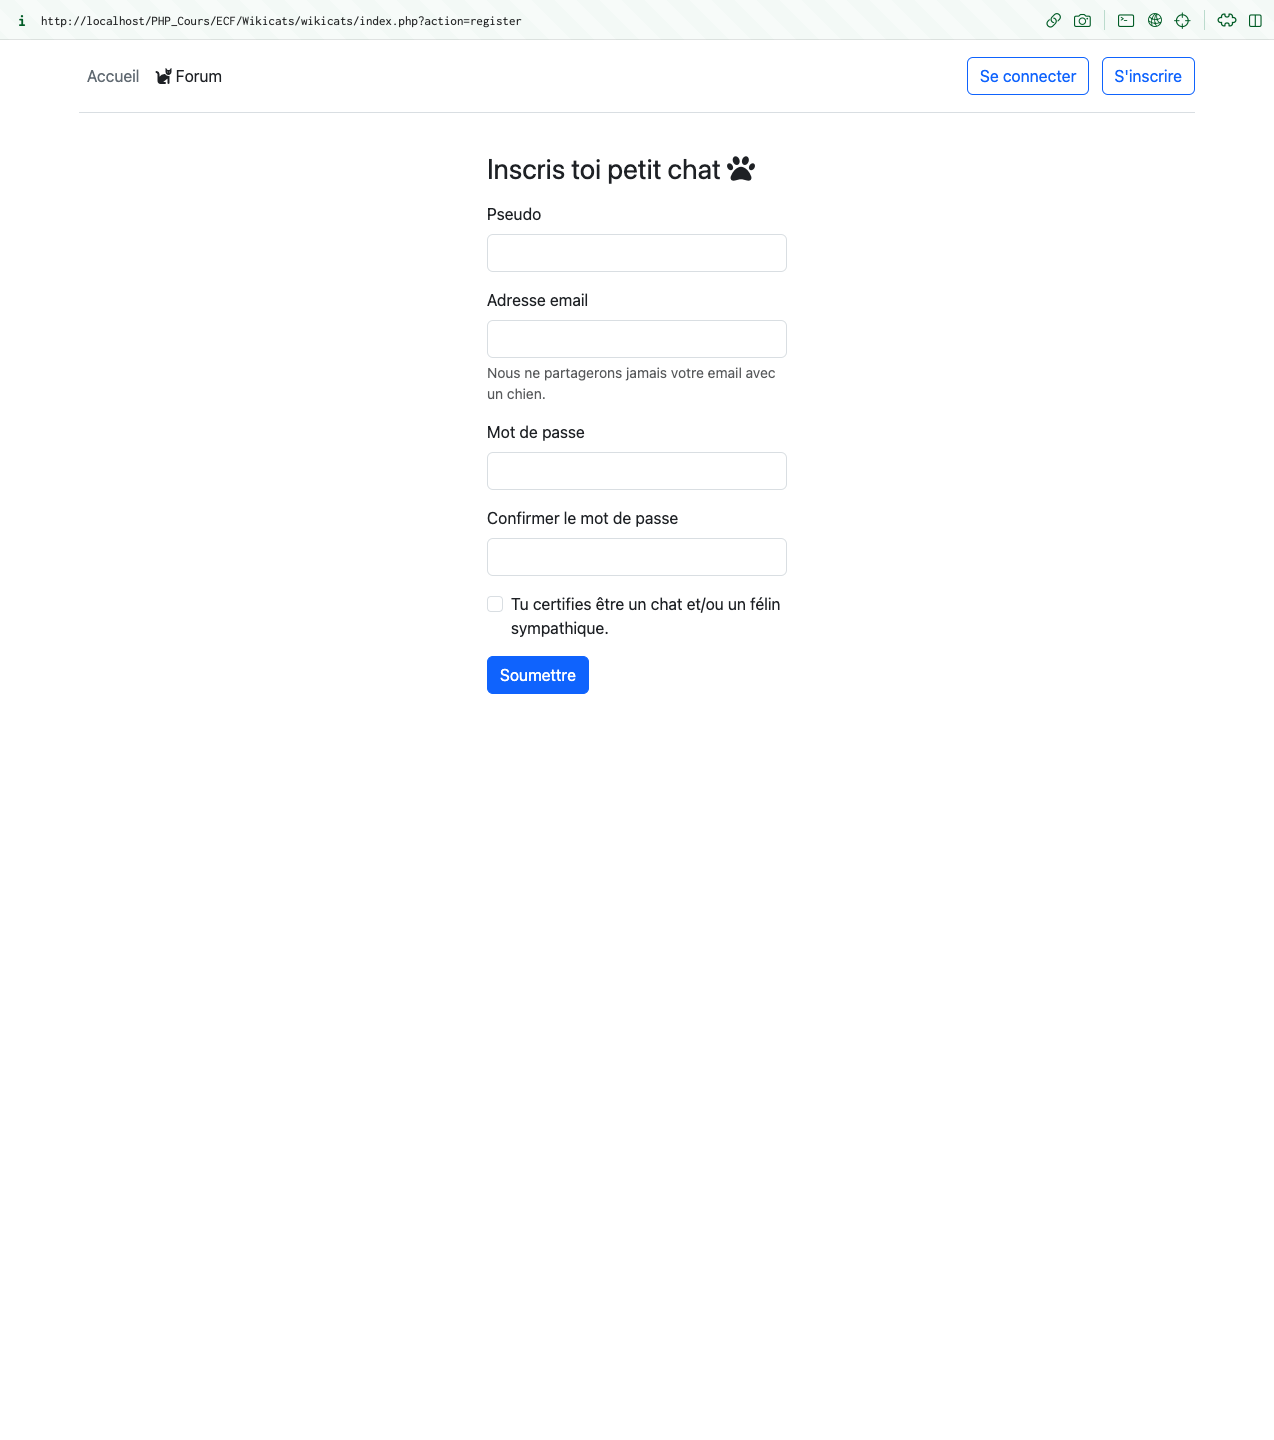 http://localhost/PHP_Cours/ECF/Wikicats/wikicats/index.php?action=register
Accueil Forum Se connecter S'inscrire
Inscris toi petit chat
Pseudo
Adresse email
Nous ne partagerons jamais votre email avec
un chien.
Mot de passe
Confirmer le mot de passe
Tu certifies être un chat et/ou un félin
sympathique.
Soumettre